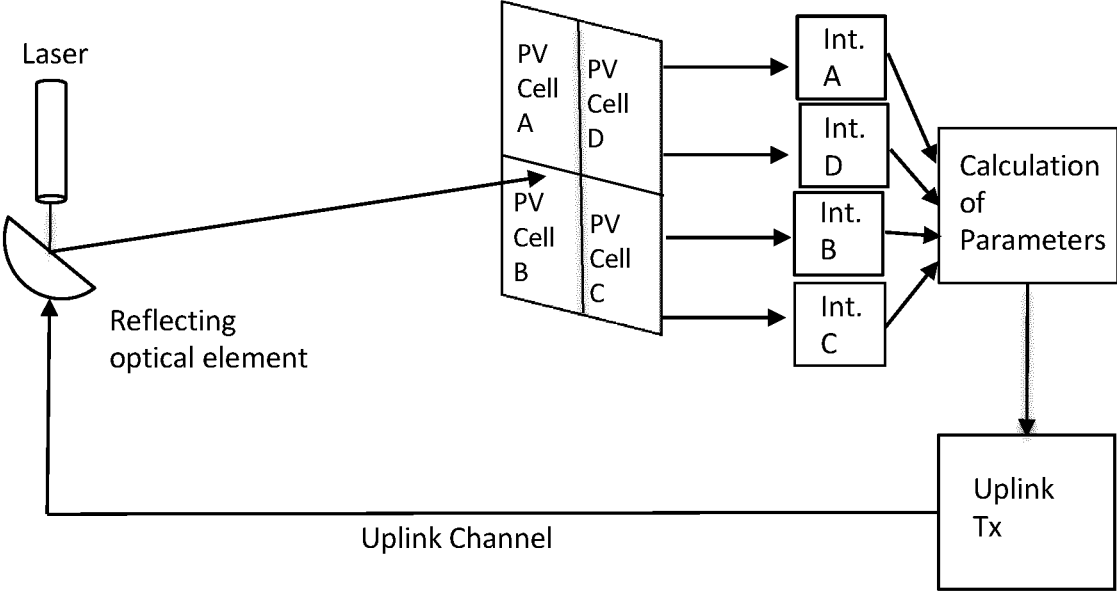 Laser
PV
Cell
A
PV
Cell
D
PV
Cell
B
PV
Cell
C
Int.
A
Int.
D
Int.
B
Int.
C
Calculation
of
Parameters
Reflecting
optical element
Uplink
Tx
Uplink Channel